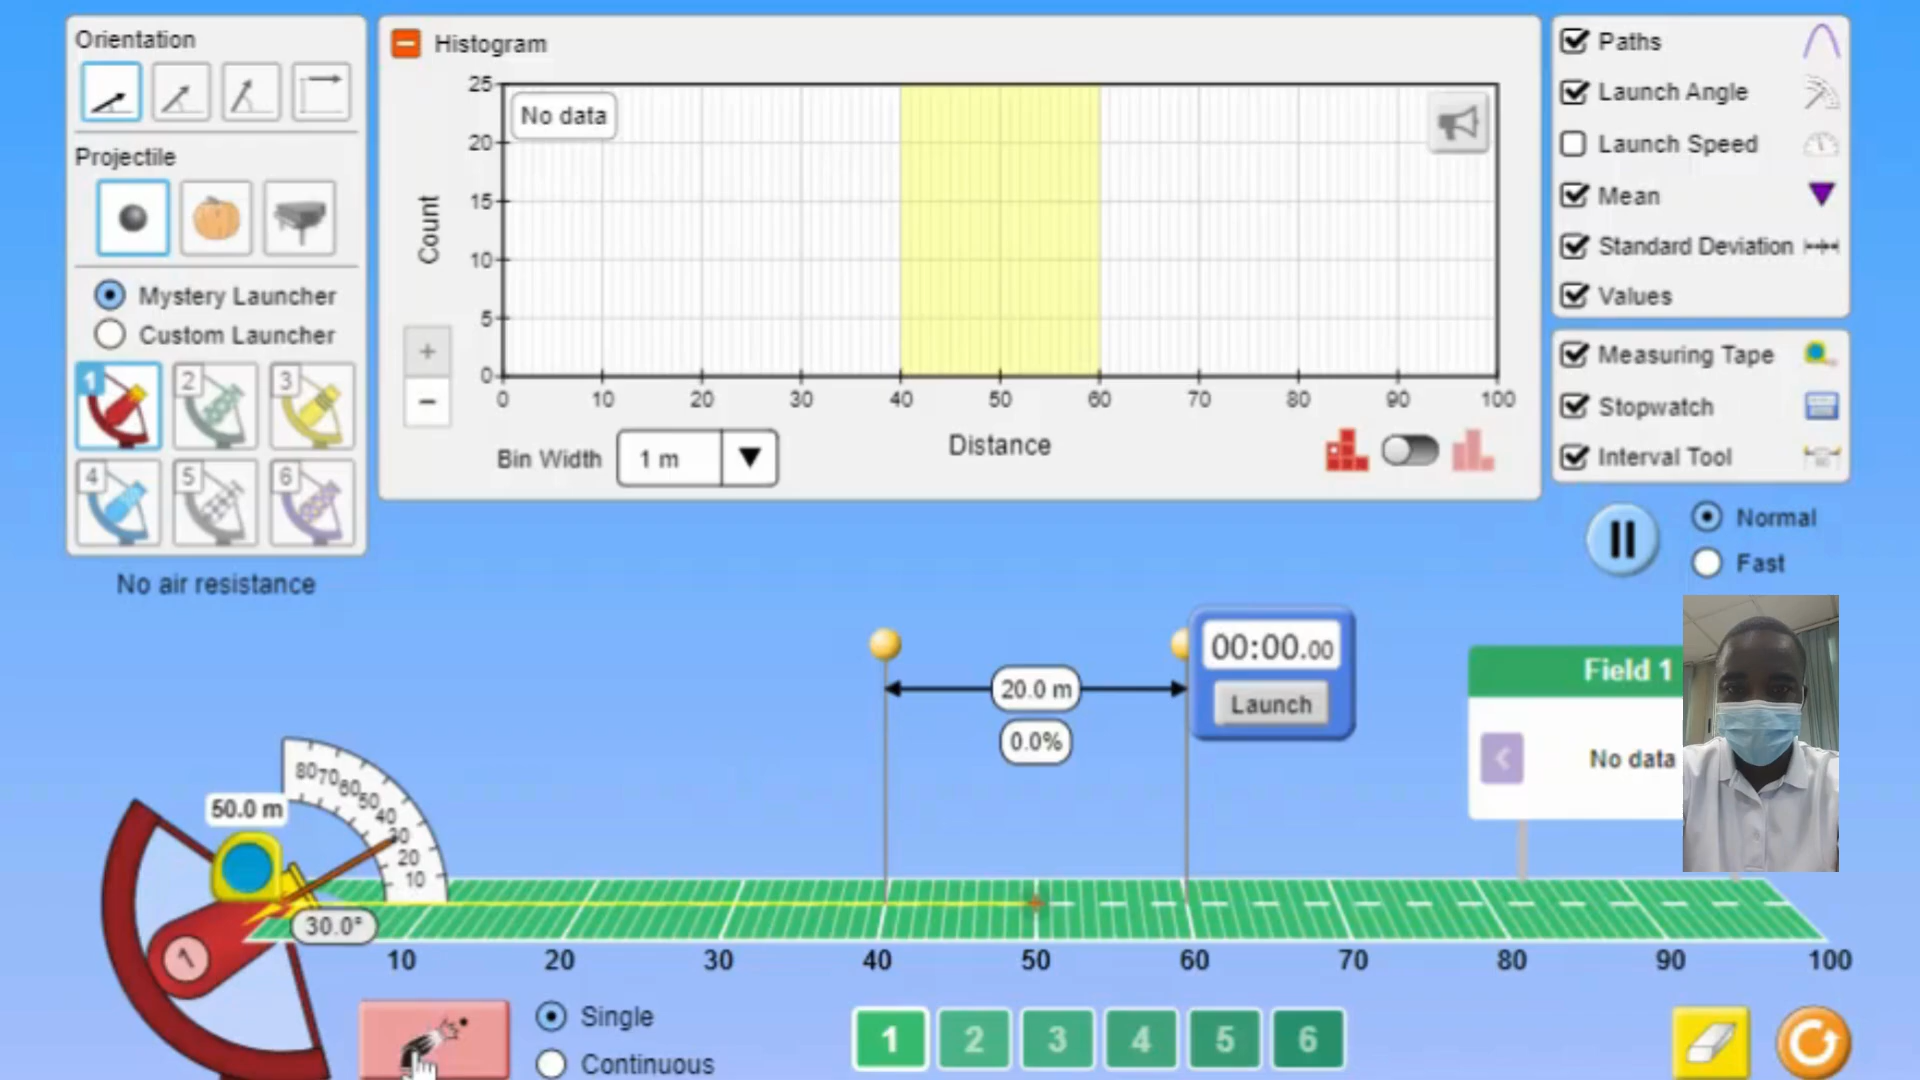 Orientation
Projectile
Mystery Launcher
Custom Launcher
1 2 3
4 5 6
No air resistance
Histogram
No data
25
20
15
10
5
0
Count
+
−
0 10 20 30 40 50 60 70 80 90 100
Distance
Bin Width 1 m
Paths
Launch Angle
Launch Speed
Mean
Standard Deviation
Values
Measuring Tape
Stopwatch
Interval Tool
Normal
Fast
00:00.00
Launch
20.0 m
0.0%
Field 1
No data
50.0 m
80 70 60 50 40 30 20 10
30.0°
1
10 20 30 40 50 60 70 80 90 100
Single
Continuous
1 2 3 4 5 6